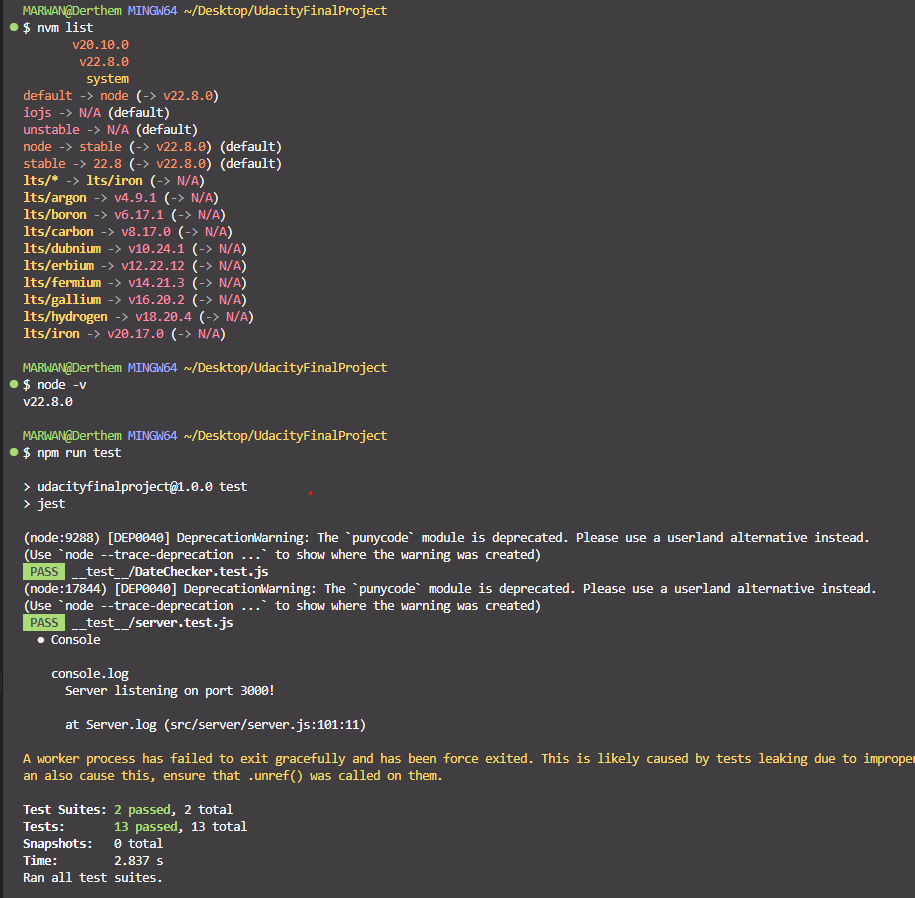 MARWAN@Derthem MINGW64 ~/Desktop/UdacityFinalProject
$ nvm list
v20.10.0
v22.8.0
system
default -> node (-> v22.8.0)
iojs -> N/A (default)
unstable -> N/A (default)
node -> stable (-> v22.8.0) (default)
stable -> 22.8 (-> v22.8.0) (default)
lts/* -> lts/iron (-> N/A)
lts/argon -> v4.9.1 (-> N/A)
lts/boron -> v6.17.1 (-> N/A)
lts/carbon -> v8.17.0 (-> N/A)
lts/dubnium -> v10.24.1 (-> N/A)
lts/erbium -> v12.22.12 (-> N/A)
lts/fermium -> v14.21.3 (-> N/A)
lts/gallium -> v16.20.2 (-> N/A)
lts/hydrogen -> v18.20.4 (-> N/A)
lts/iron -> v20.17.0 (-> N/A)
MARWAN@Derthem MINGW64 ~/Desktop/UdacityFinalProject
$ node -v
v22.8.0
MARWAN@Derthem MINGW64 ~/Desktop/UdacityFinalProject
$ npm run test
> udacityfinalproject@1.0.0 test
> jest
(node:9288) [DEP0040] DeprecationWarning: The `punycode` module is deprecated. Please use a userland alternative instead.
(Use `node --trace-deprecation ...` to show where the warning was created)
PASS __test__/DateChecker.test.js
(node:17844) [DEP0040] DeprecationWarning: The `punycode` module is deprecated. Please use a userland alternative instead.
(Use `node --trace-deprecation ...` to show where the warning was created)
PASS __test__/server.test.js
● Console
console.log
Server listening on port 3000!
at Server.log (src/server/server.js:101:11)
A worker process has failed to exit gracefully and has been force exited. This is likely caused by tests leaking due to improper
an also cause this, ensure that .unref() was called on them.
Test Suites: 2 passed, 2 total
Tests: 13 passed, 13 total
Snapshots: 0 total
Time: 2.837 s
Ran all test suites.